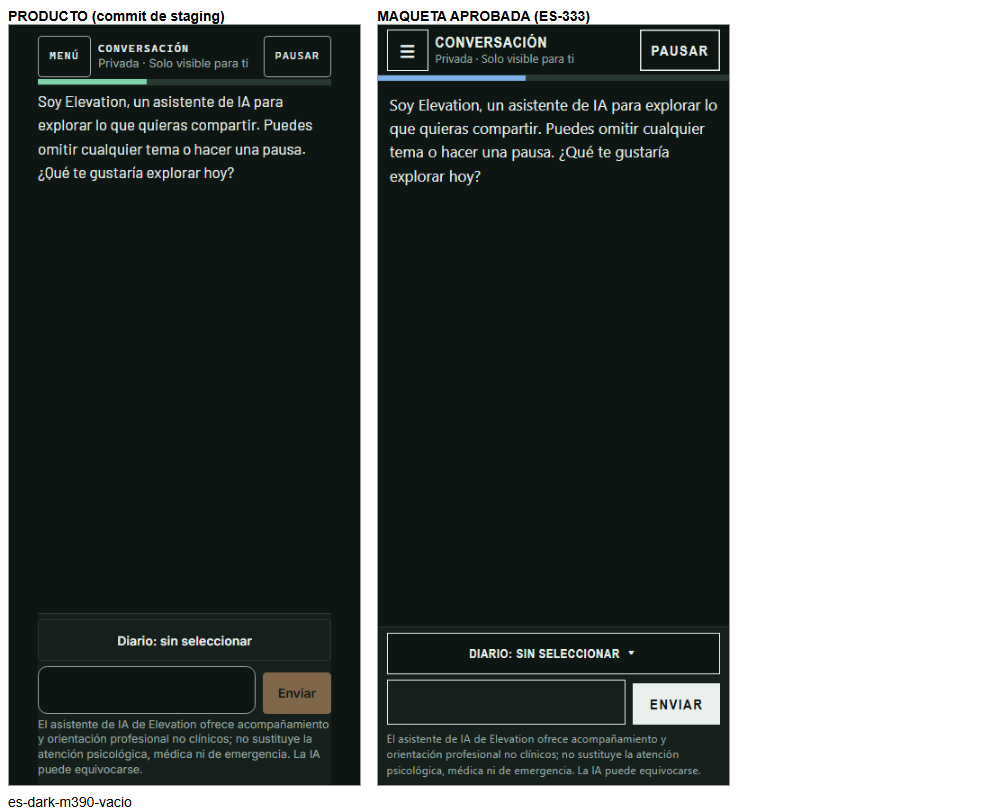 PRODUCTO (commit de staging)
MENÚ
CONVERSACIÓN
Privada · Solo visible para ti
PAUSAR
Soy Elevation, un asistente de IA para
explorar lo que quieras compartir. Puedes
omitir cualquier tema o hacer una pausa.
¿Qué te gustaría explorar hoy?
Diario: sin seleccionar
Enviar
El asistente de IA de Elevation ofrece acompañamiento
y orientación profesional no clínicos; no sustituye la
atención psicológica, médica ni de emergencia. La IA
puede equivocarse.
MAQUETA APROBADA (ES-333)
CONVERSACIÓN
Privada · Solo visible para ti
PAUSAR
Soy Elevation, un asistente de IA para explorar lo
que quieras compartir. Puedes omitir cualquier
tema o hacer una pausa. ¿Qué te gustaría
explorar hoy?
DIARIO: SIN SELECCIONAR
ENVIAR
El asistente de IA de Elevation ofrece acompañamiento y
orientación profesional no clínicos; no sustituye la atención
psicológica, médica ni de emergencia. La IA puede equivocarse.
es-dark-m390-vacio